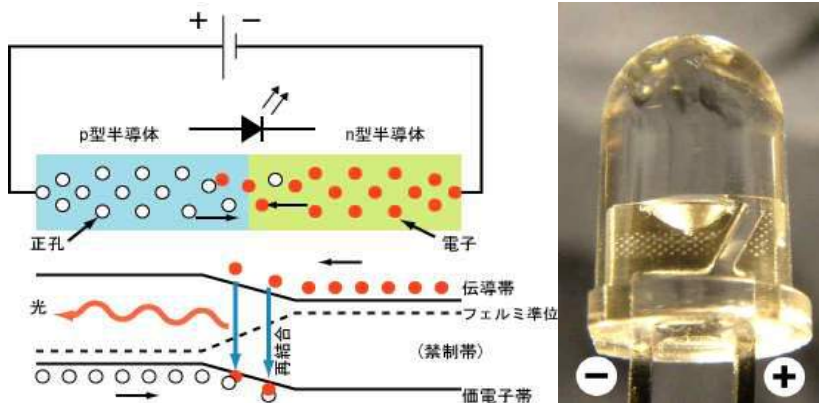 + −
p型半導体
n型半導体
正孔
電子
光
伝導帯
フェルミ準位
再結合
(禁制帯)
価電子帯
− +